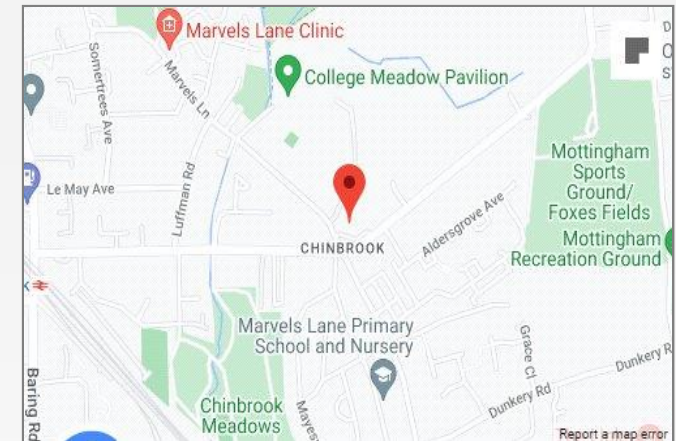 Marvels Lane Clinic
Somertrees Ave
Marvels Ln
College Meadow Pavilion
Luffman Rd
Le May Ave
Mottingham
Sports
Ground/
Foxes Fields
Aldersgrove Ave
Mottingham
Recreation Ground
CHINBROOK
Marvels Lane Primary
School and Nursery
Grace Cl
Dunkery R
Dunkery Rd
Baring Rd
Chinbrook
Meadows
Mayes
Report a map error